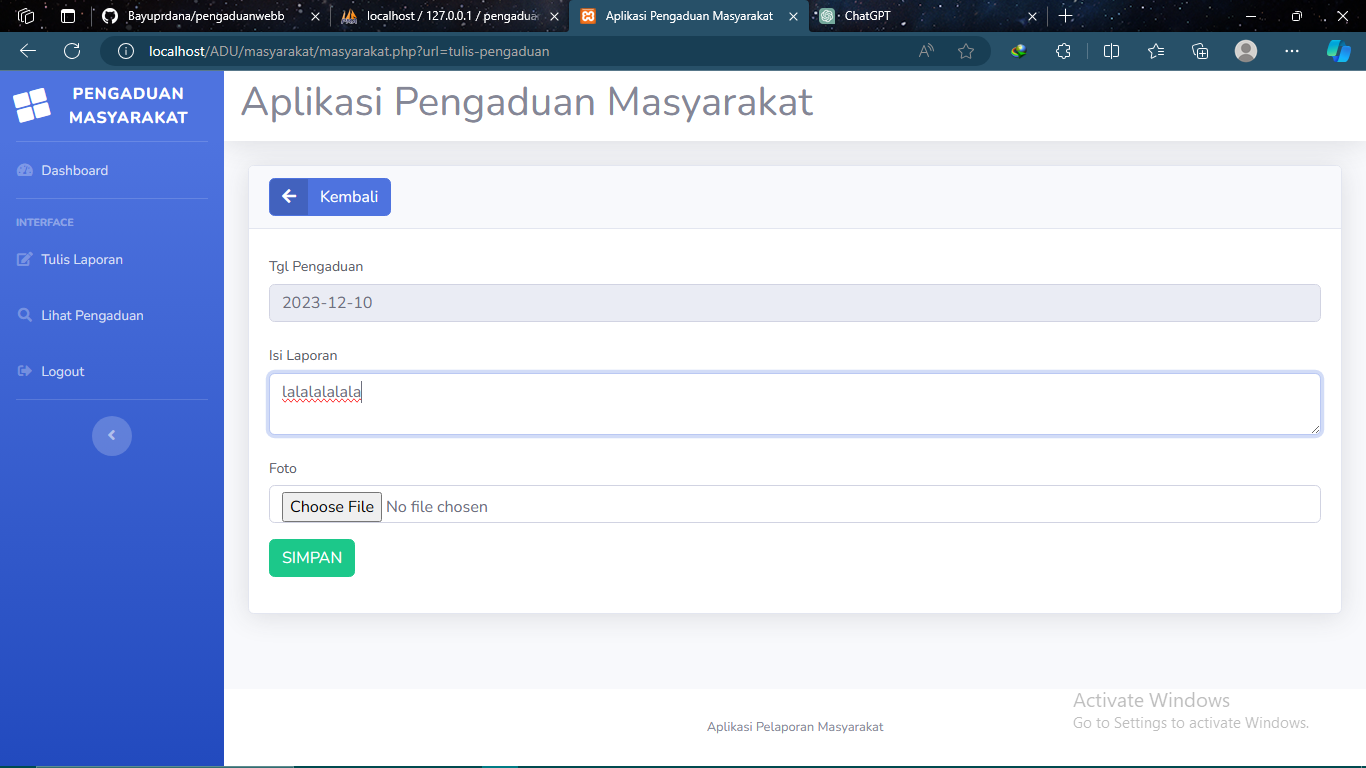 Bayuprdana/pengaduanwebb
localhost / 127.0.0.1 / pengadua
Aplikasi Pengaduan Masyarakat
ChatGPT
localhost/ADU/masyarakat/masyarakat.php?url=tulis-pengaduan
PENGADUAN
MASYARAKAT
Aplikasi Pengaduan Masyarakat
Dashboard
INTERFACE
Tulis Laporan
Lihat Pengaduan
Logout
Kembali
Tgl Pengaduan
2023-12-10
Isi Laporan
lalalalalala
Foto
Choose File No file chosen
SIMPAN
Activate Windows
Go to Settings to activate Windows.
Aplikasi Pelaporan Masyarakat